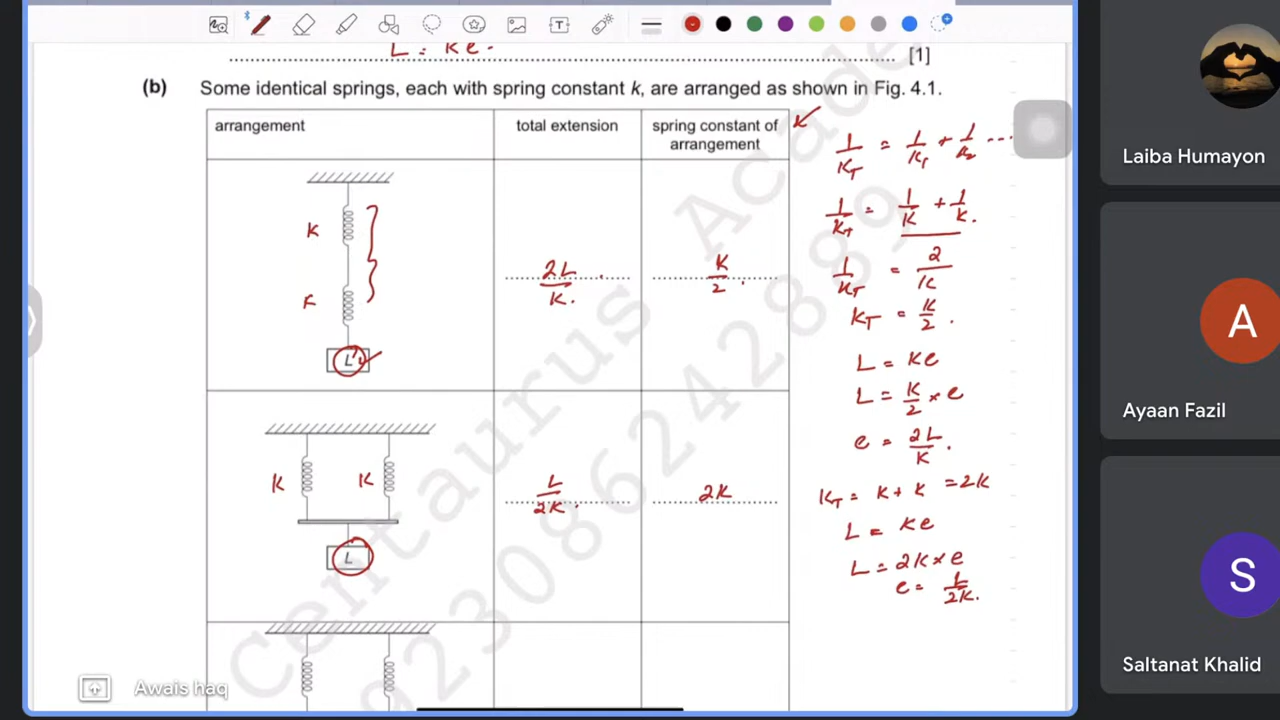 L = Ke.
[1]
(b) Some identical springs, each with spring constant k, are arranged as shown in Fig. 4.1.
arrangement
total extension
spring constant of
arrangement
K
K
L
2L/K.
K/2.
K
K
L
L/2K.
2K
1/KT = 1/K1 + 1/K2 ...
1/KT = 1/K + 1/K.
1/KT = 2/K
KT = K/2.
L = Ke
L = K/2 × e
e = 2L/K.
KT = K + K = 2K
L = Ke
L = 2K × e
e = L/2K.
Centaurus Acade
923086242889
Awais haq
Laiba Humayon
A
Ayaan Fazil
S
Saltanat Khalid